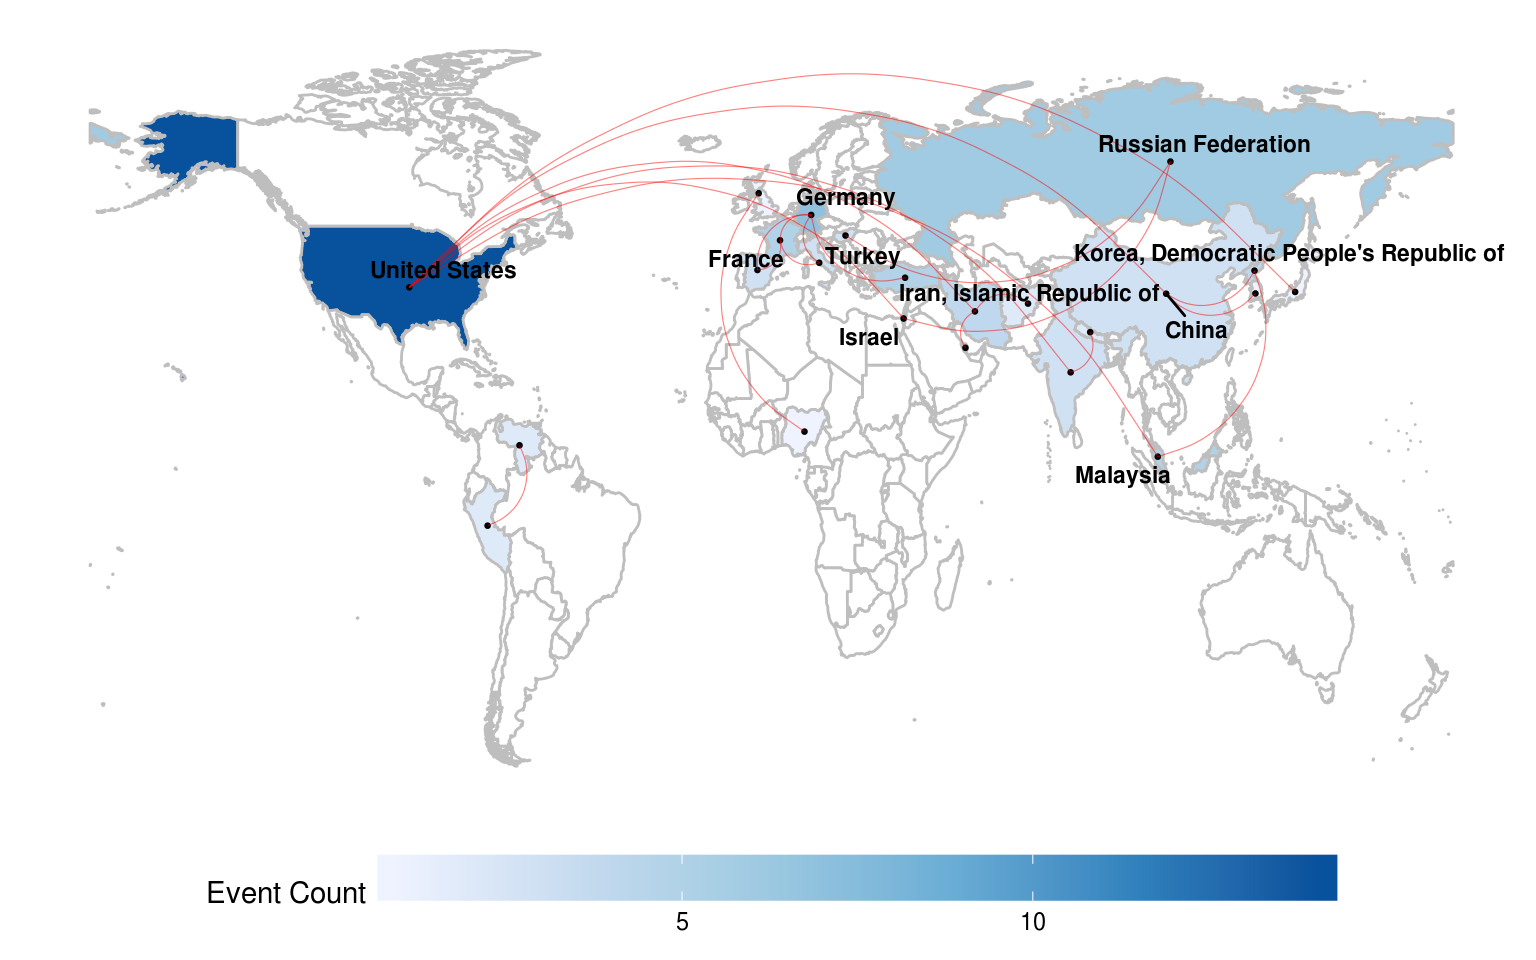 Russian Federation
Germany
Korea, Democratic People's Republic of
France
Turkey
United States
Iran, Islamic Republic of
Israel
China
Malaysia
Event Count
5
10